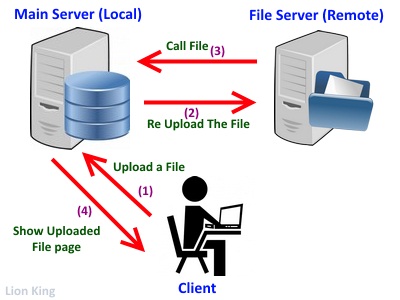 Main Server (Local)
File Server (Remote)
Call File
(3)
(2)
Re Upload The File
Upload a File
(1)
(4)
Show Uploaded
File page
Client
Lion King